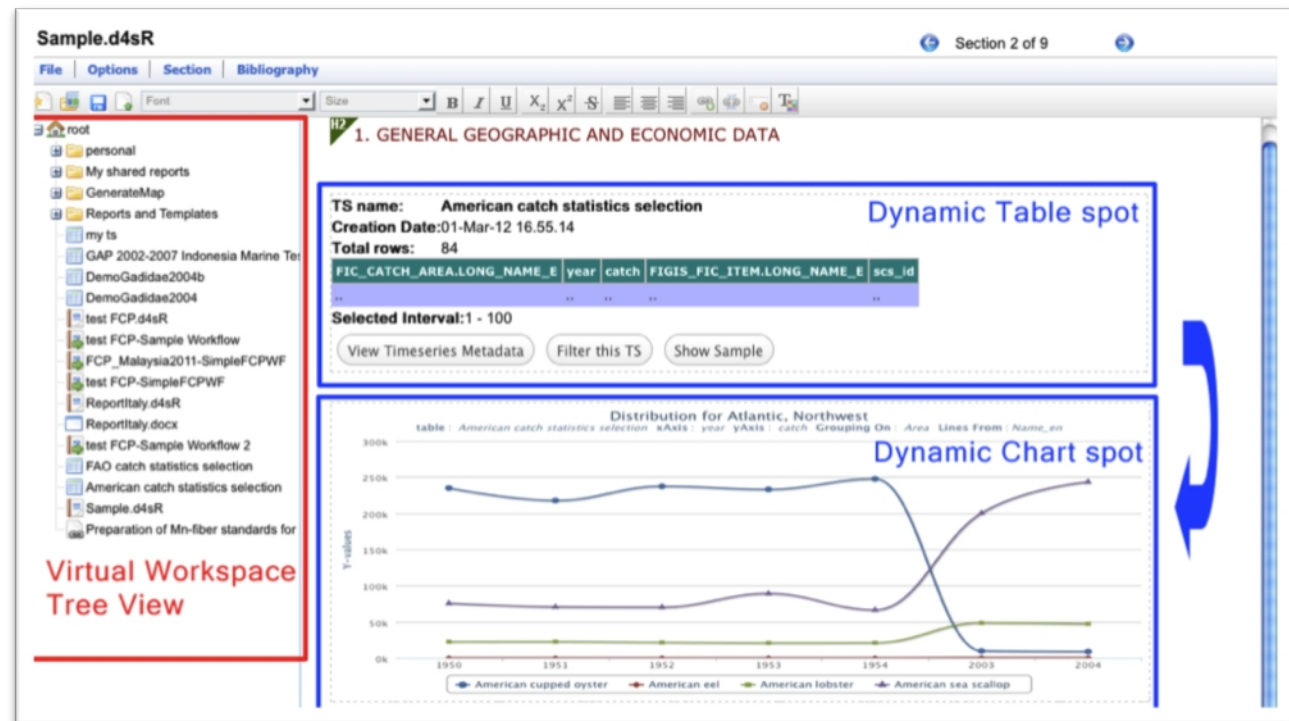 Sample.d4sR
Section 2 of 9
File | Options | Section | Bibliography
Font Size B I U X₂ X² S
root
personal
My shared reports
GenerateMap
Reports and Templates
my ts
GAP 2002-2007 Indonesia Marine Te
DemoGadidae2004b
DemoGadidae2004
test FCP.d4sR
test FCP-Sample Workflow
FCP_Malaysia2011-SimpleFCPWF
test FCP-SimpleFCPWF
ReportItaly.d4sR
ReportItaly.docx
test FCP-Sample Workflow 2
FAO catch statistics selection
American catch statistics selection
Sample.d4sR
Preparation of Mn-fiber standards for
Virtual Workspace
Tree View
H2
1. GENERAL GEOGRAPHIC AND ECONOMIC DATA
TS name: American catch statistics selection
Dynamic Table spot
Creation Date:01-Mar-12 16.55.14
Total rows: 84
FIC_CATCH_AREA.LONG_NAME_E year catch FIGIS_FIC_ITEM.LONG_NAME_E scs_id
,, ,, ,, ,, ,,
Selected Interval:1 - 100
View Timeseries Metadata Filter this TS Show Sample
Distribution for Atlantic, Northwest
table : American catch statistics selection xAxis : year yAxis : catch Grouping On : Area Lines From : Name_en
Dynamic Chart spot
Y-values
300k
250k
200k
150k
100k
50k
0k
1950 1951 1952 1953 1954 2003 2004
American cupped oyster American eel American lobster American sea scallop